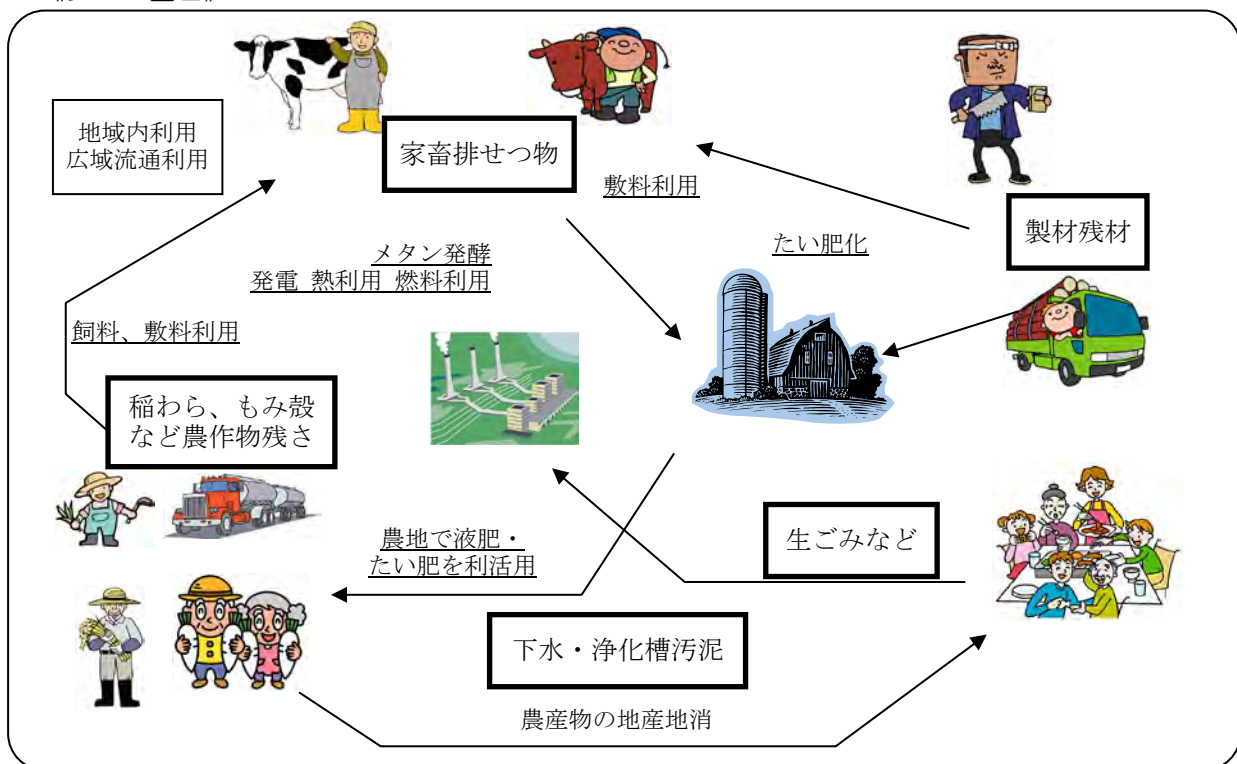 地域内利用
広域流通利用
家畜排せつ物
敷料利用
製材残材
たい肥化
メタン発酵
発電 熱利用 燃料利用
飼料、敷料利用
稲わら、もみ殻
など農作物残さ
生ごみなど
農地で液肥・
たい肥を利活用
下水・浄化槽汚泥
農産物の地産地消